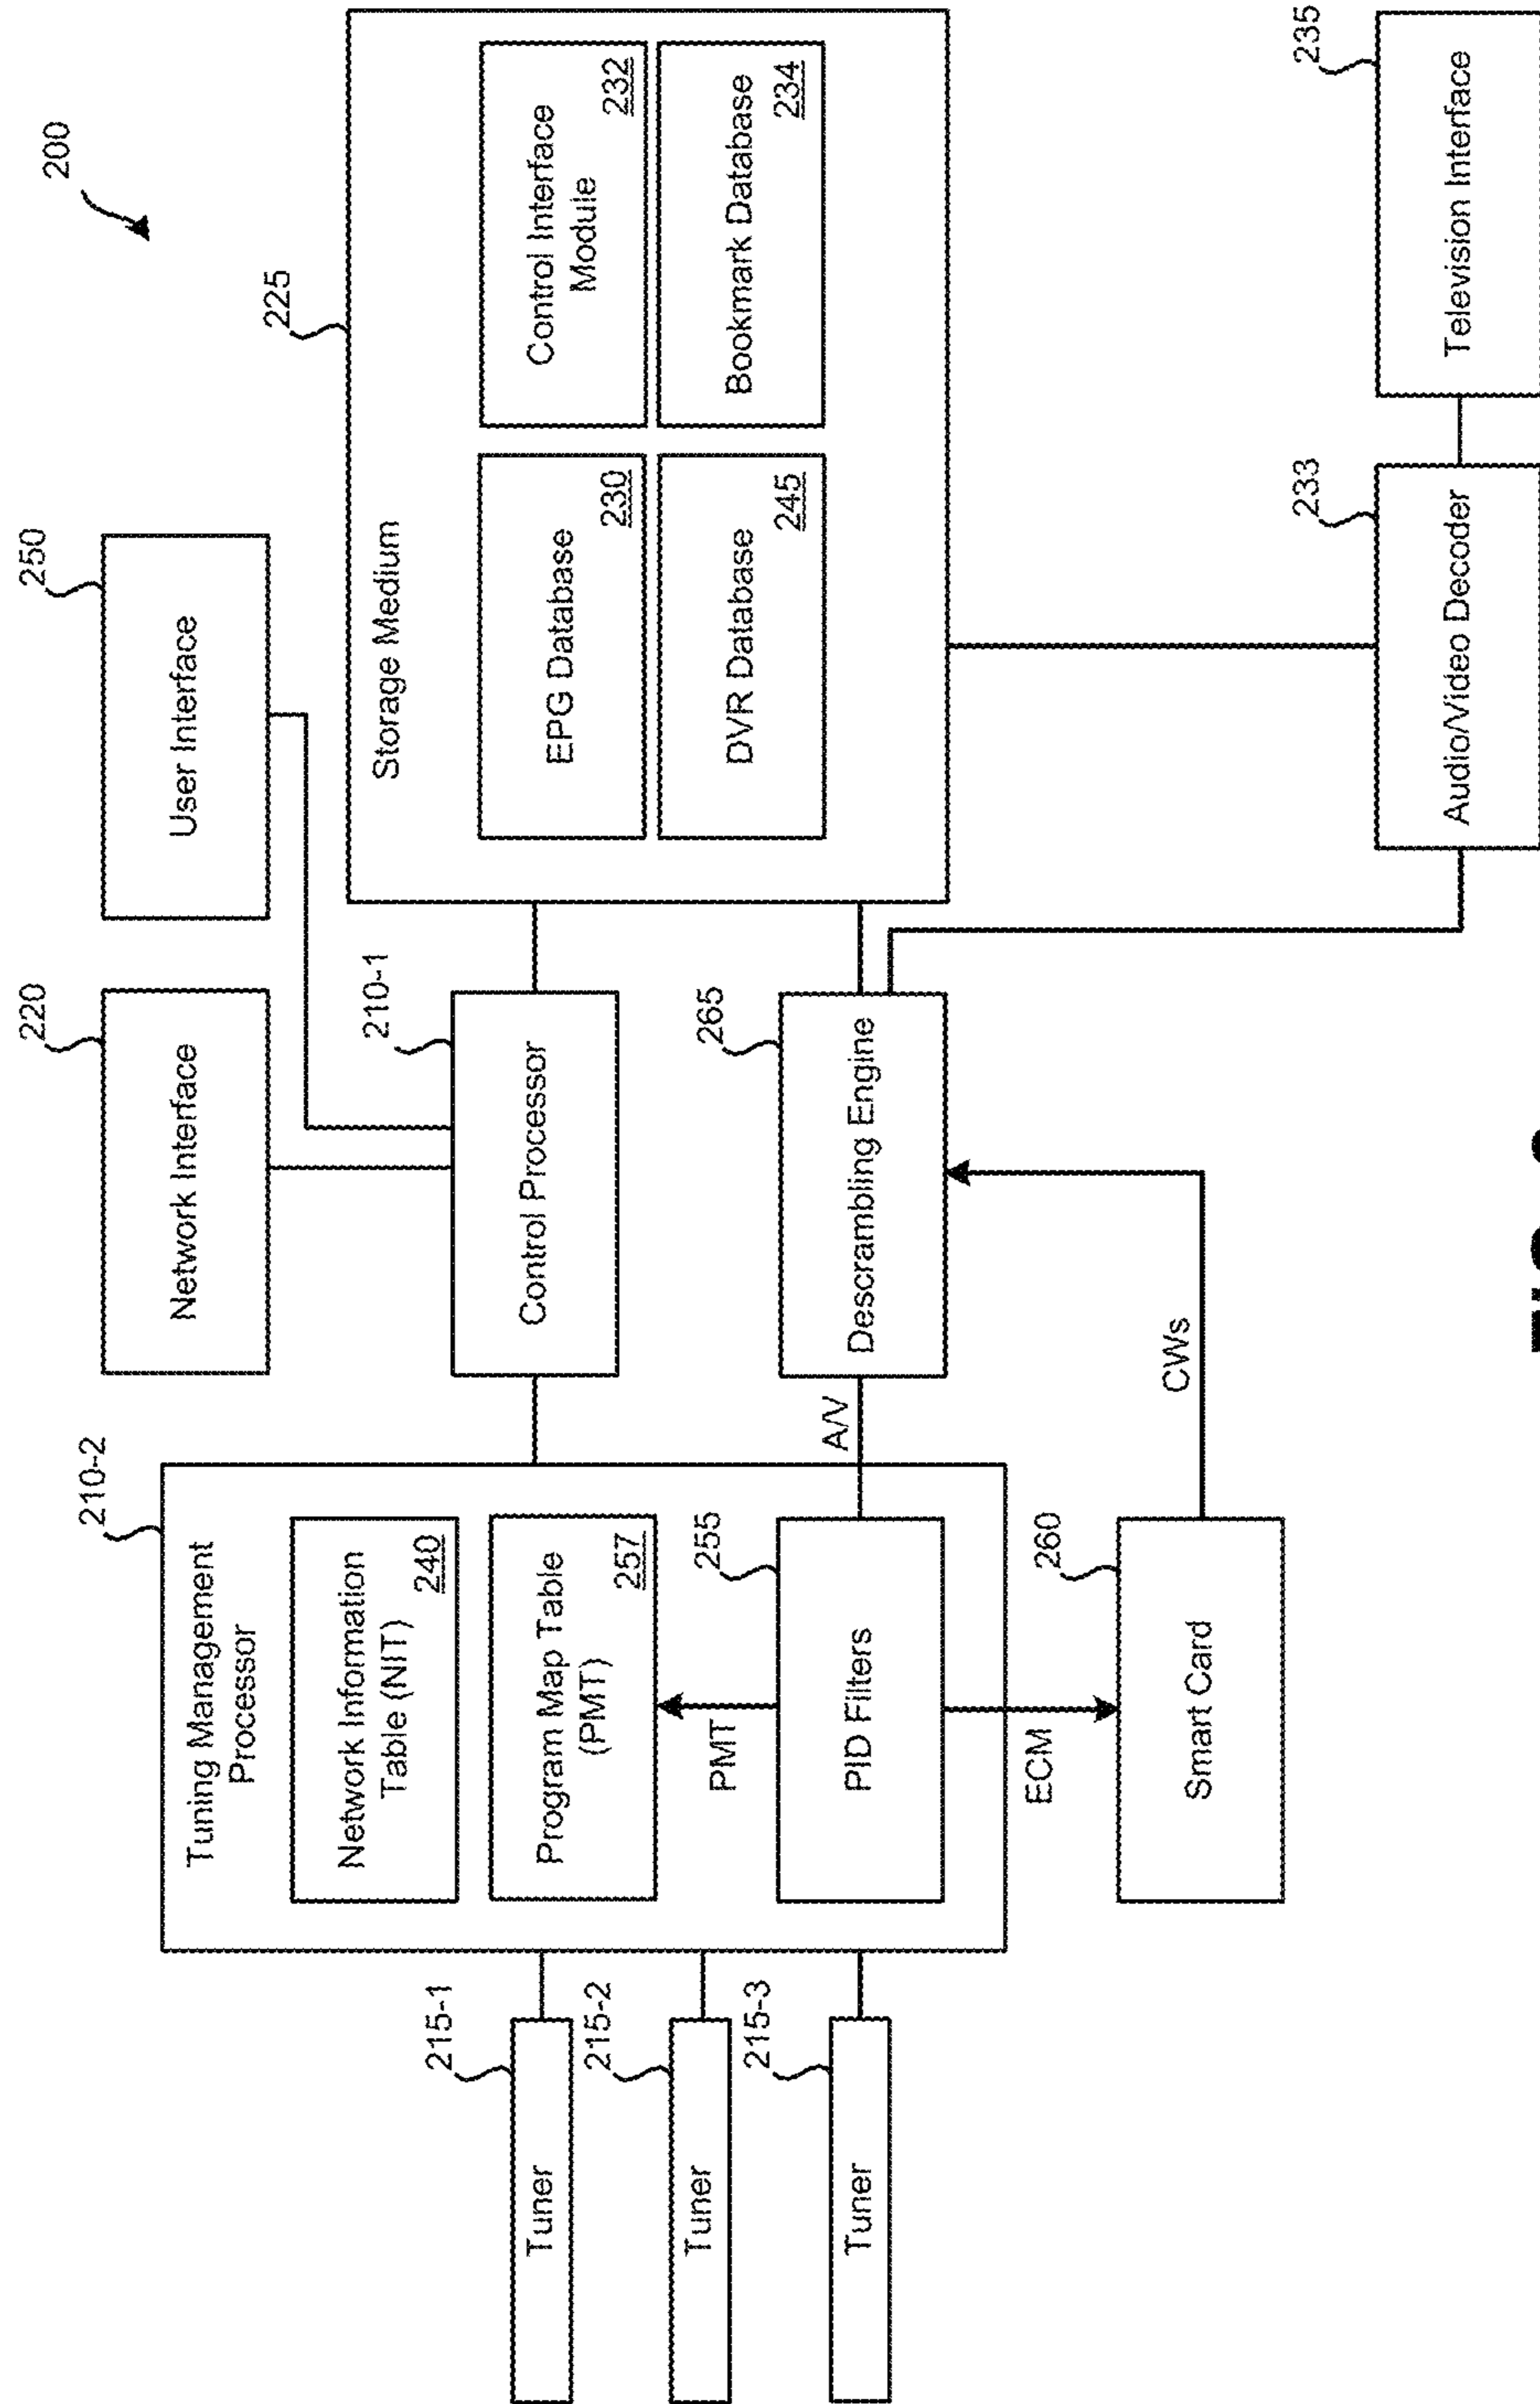 200
210-2
Tuning Management
Processor
Network Information
Table (NIT)
240
Program Map Table
(PMT)
257
PMT
255
PID Filters
ECM
260
Smart Card
215-1
Tuner
215-2
Tuner
215-3
Tuner
220
Network Interface
250
User Interface
210-1
Control Processor
265
Descrambling Engine
A/V
CWs
225
Storage Medium
EPG Database
230
Control Interface
Module
232
DVR Database
245
Bookmark Database
234
233
Audio/Video Decoder
235
Television Interface